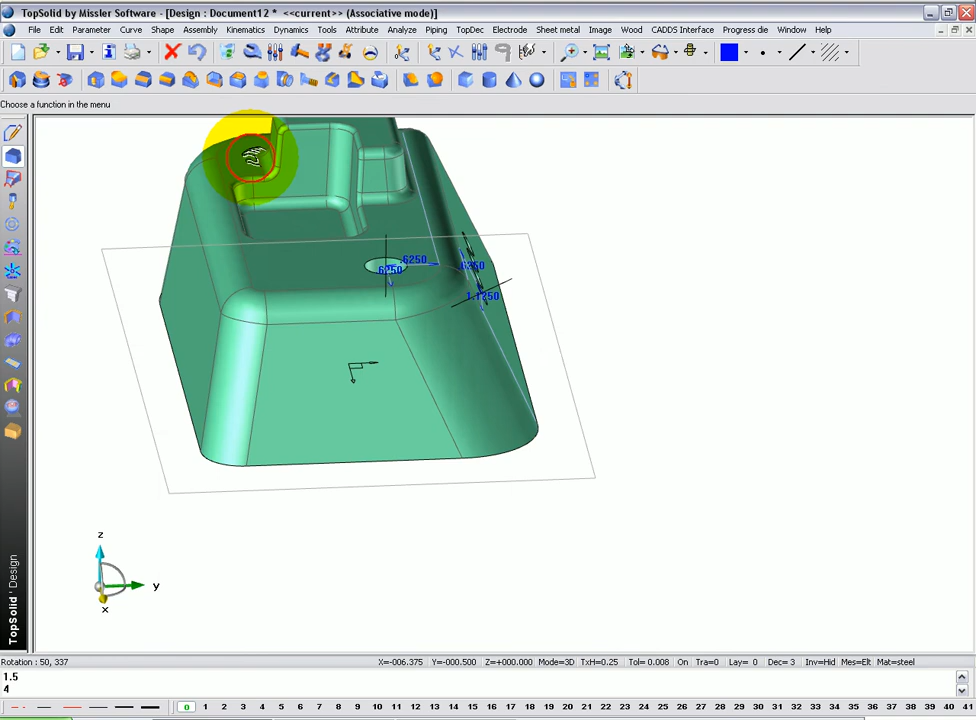 TopSolid by Missler Software - [Design : Document12 * <<current>> (Associative mode)]
File Edit Parameter Curve Shape Assembly Kinematics Dynamics Tools Attribute Analyze Piping TopDec Electrode Sheet metal Image Wood CADDS Interface Progress die Window Help
Choose a function in the menu
.6250
.6250
.6250
1.1250
z
y
x
TopSolid'Design
Rotation : 50, 337 X=-006.375 Y=-000.500 Z=+000.000 Mode=3D TxH=0.25 Tol= 0.008 On Tra=0 Lay= 0 Dec= 3 Inv=Hid Mes=Elt Mat=steel
1.5
4
0 1 2 3 4 5 6 7 8 9 10 11 12 13 14 15 16 17 18 19 20 21 22 23 24 25 26 27 28 29 30 31 32 33 34 35 36 37 38 39 40 41